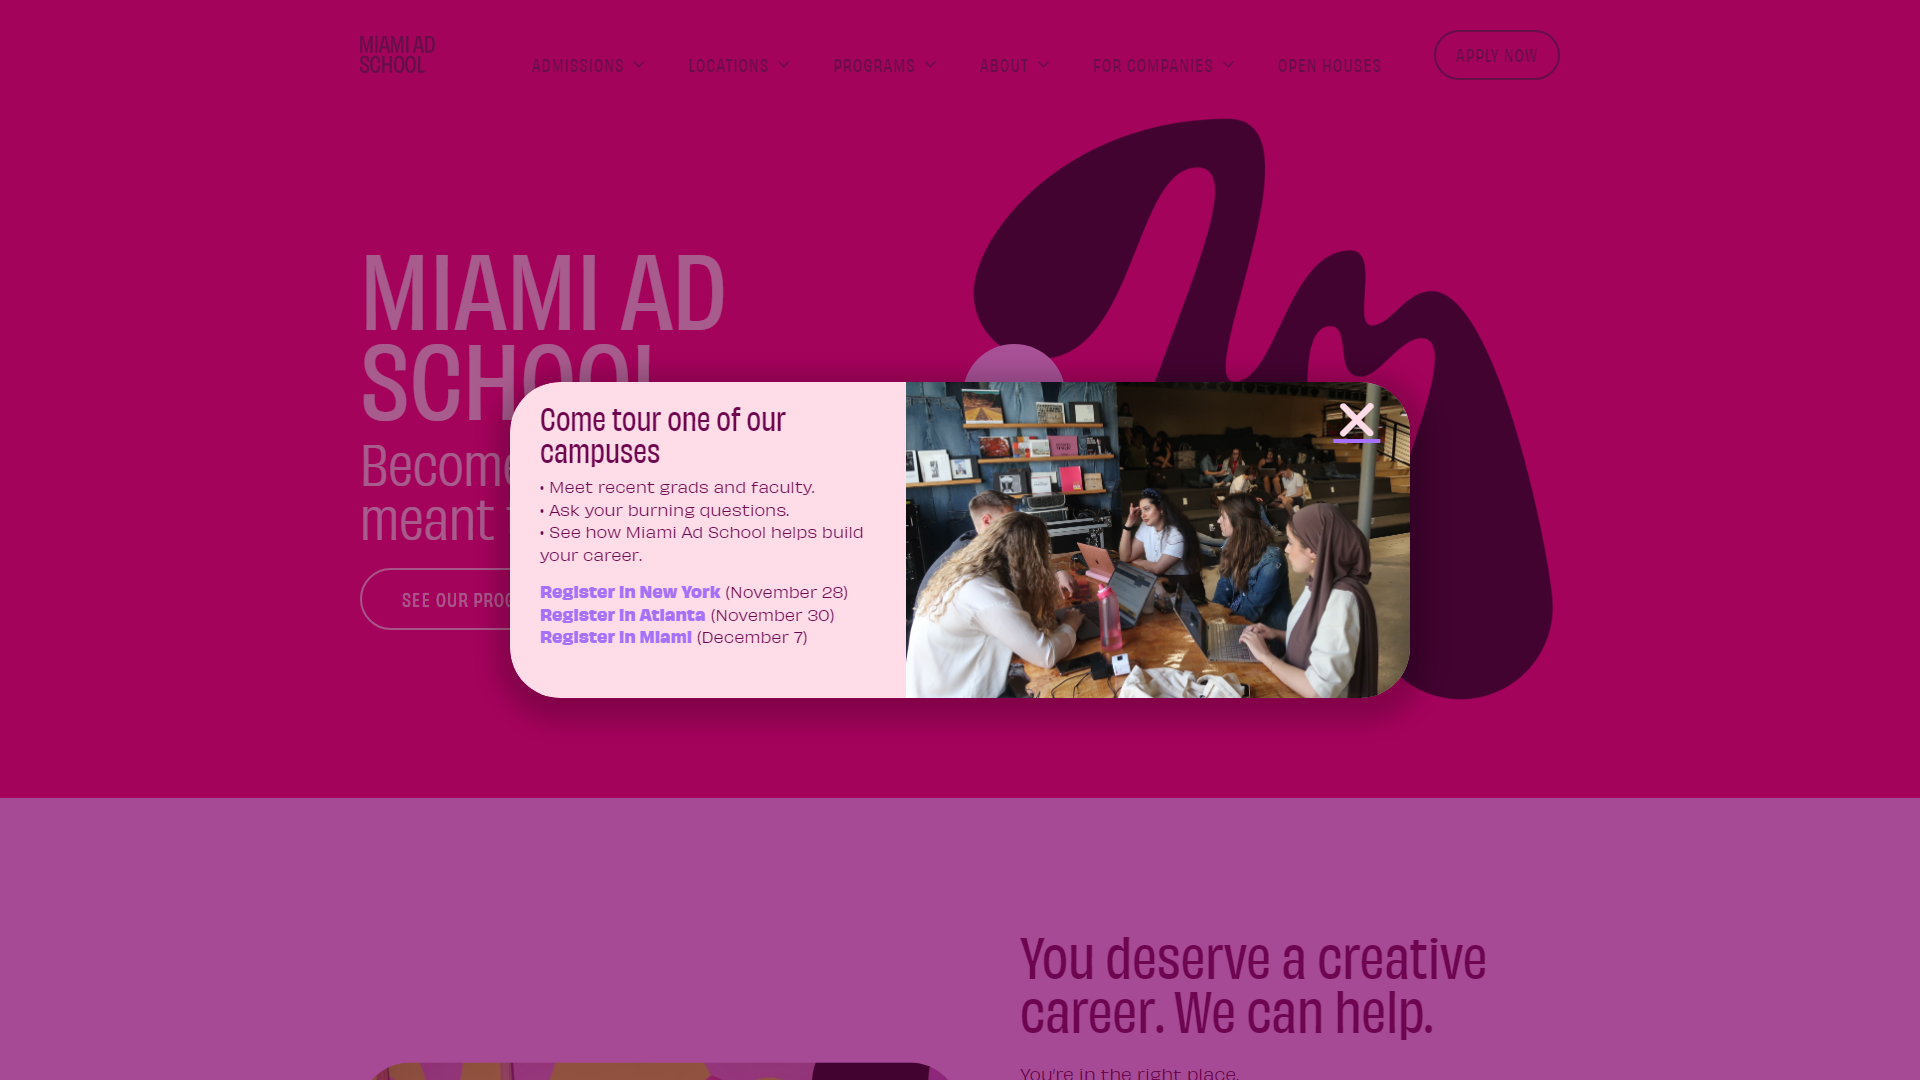 MIAMI AD
SCHOOL
ADMISSIONS
LOCATIONS
PROGRAMS
ABOUT
FOR COMPANIES
OPEN HOUSES
APPLY NOW
MIAMI AD
SCHOOL
Become
meant
SEE OUR
Come tour one of our
campuses
• Meet recent grads and faculty.
• Ask your burning questions.
• See how Miami Ad School helps build
your career.
Register in New York (November 28)
Register in Atlanta (November 30)
Register in Miami (December 7)
You deserve a creative
career. We can help.
You're in the right place.